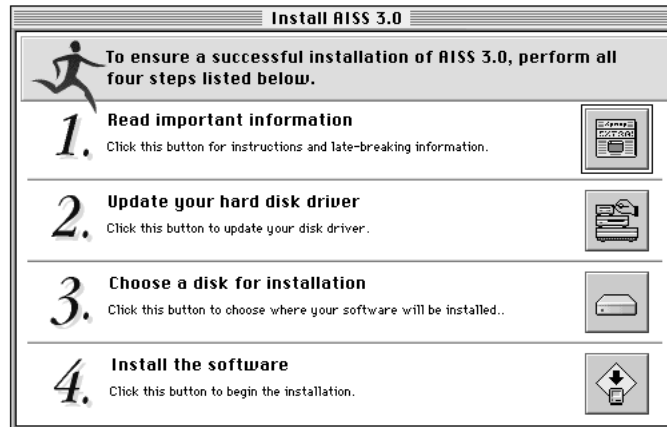 Install AISS 3.0
To ensure a successful installation of AISS 3.0, perform all
four steps listed below.
1.
Read important information
Click this button for instructions and late-breaking information.
EXTRA!
2.
Update your hard disk driver
Click this button to update your disk driver.
3.
Choose a disk for installation
Click this button to choose where your software will be installed..
4.
Install the software
Click this button to begin the installation.